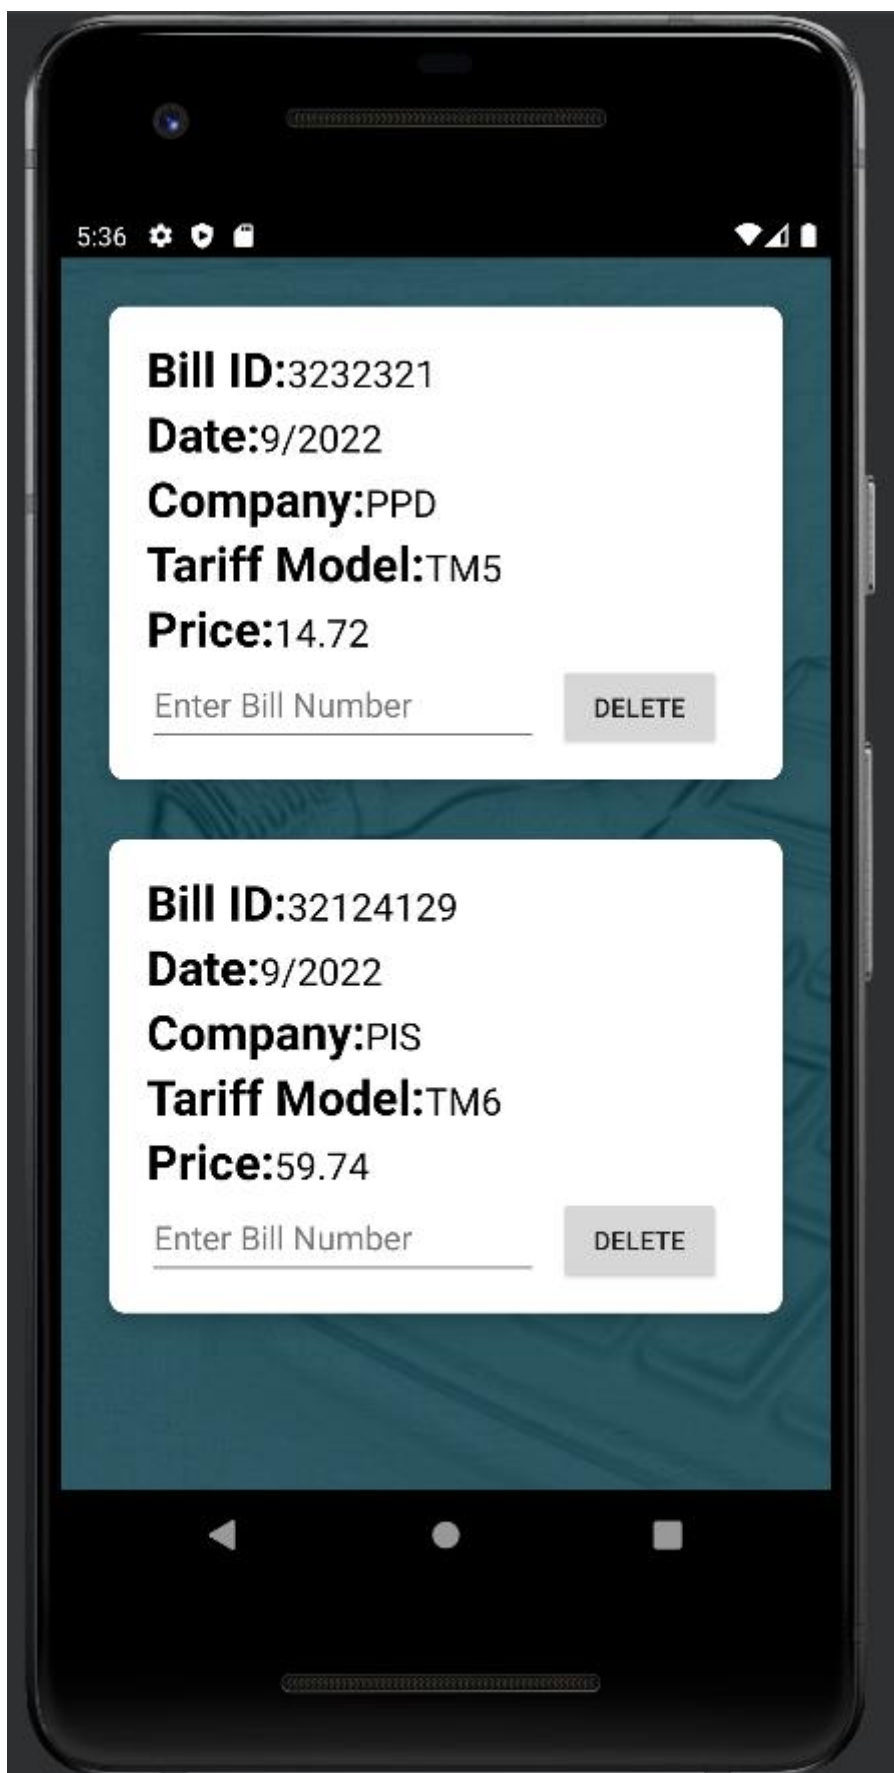 5:36
Bill ID:3232321
Date:9/2022
Company:PPD
Tariff Model:TM5
Price:14.72
Enter Bill Number DELETE
Bill ID:32124129
Date:9/2022
Company:PIS
Tariff Model:TM6
Price:59.74
Enter Bill Number DELETE